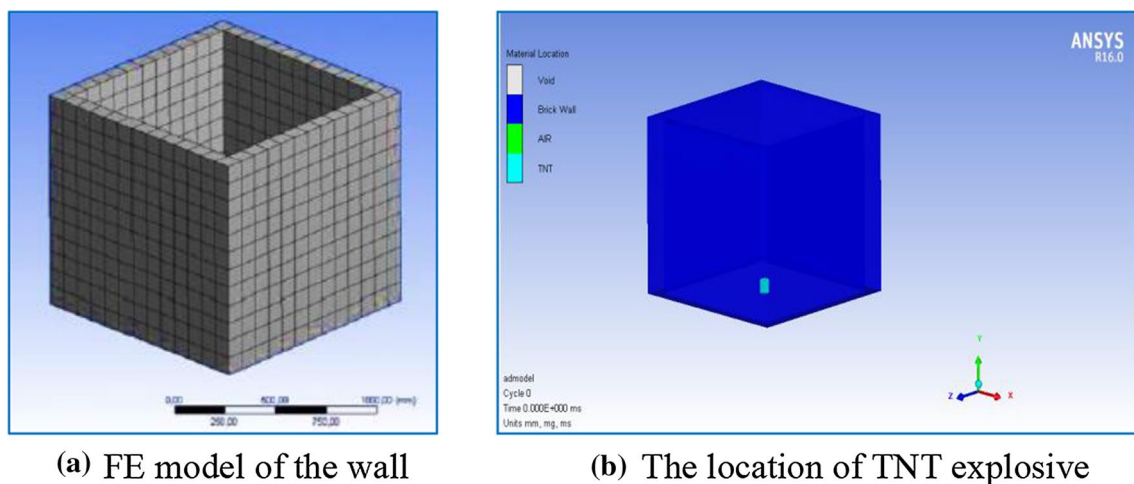 0,00
500,00
1000,00 (mm)
250,00
750,00
(a) FE model of the wall
ANSYS
R16.0
Material Location
Void
Brick Wall
AIR
TNT
Y
Z
X
admodel
Cycle 0
Time 0.000E+000 ms
Units mm, mg, ms
(b) The location of TNT explosive